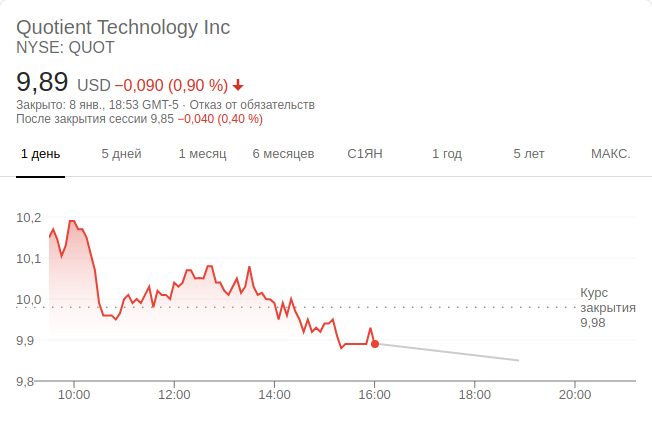 Quotient Technology Inc
NYSE: QUOT
9,89 USD −0,090 (0,90 %)
Закрыто: 8 янв., 18:53 GMT-5 · Отказ от обязательств
После закрытия сессии 9,85 −0,040 (0,40 %)
1 день 5 дней 1 месяц 6 месяцев С1ЯН 1 год 5 лет МАКС.
10,2
10,1
10,0
9,9
9,8
Курс
закрытия
9,98
10:00 12:00 14:00 16:00 18:00 20:00